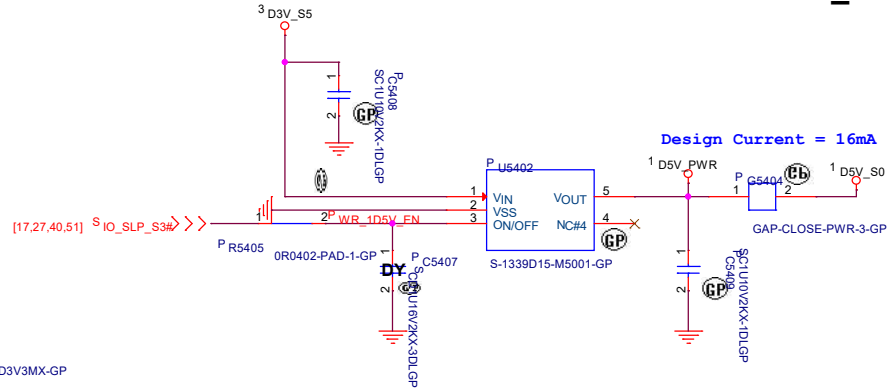 3 D3V_S5
1
2
P C5408
SC1U10V2KX-1DLGP
GP
Design Current = 16mA
1 D5V_PWR
1 D5V_S0
P U5402
P G5404
1
2
GAP-CLOSE-PWR-3-GP
1 VIN
2 VSS
3 ON/OFF
VOUT 5
NC#4 4
GP
S-1339D15-M5001-GP
[17,27,40,51] S IO_SLP_S3#
1
2
P WR_1D5V_EN
P R5405
0R0402-PAD-1-GP
1
2
DY
P C5407
1
2
GP
P C5409
SC1U10V2KX-1DLGP
D3V3MX-GP